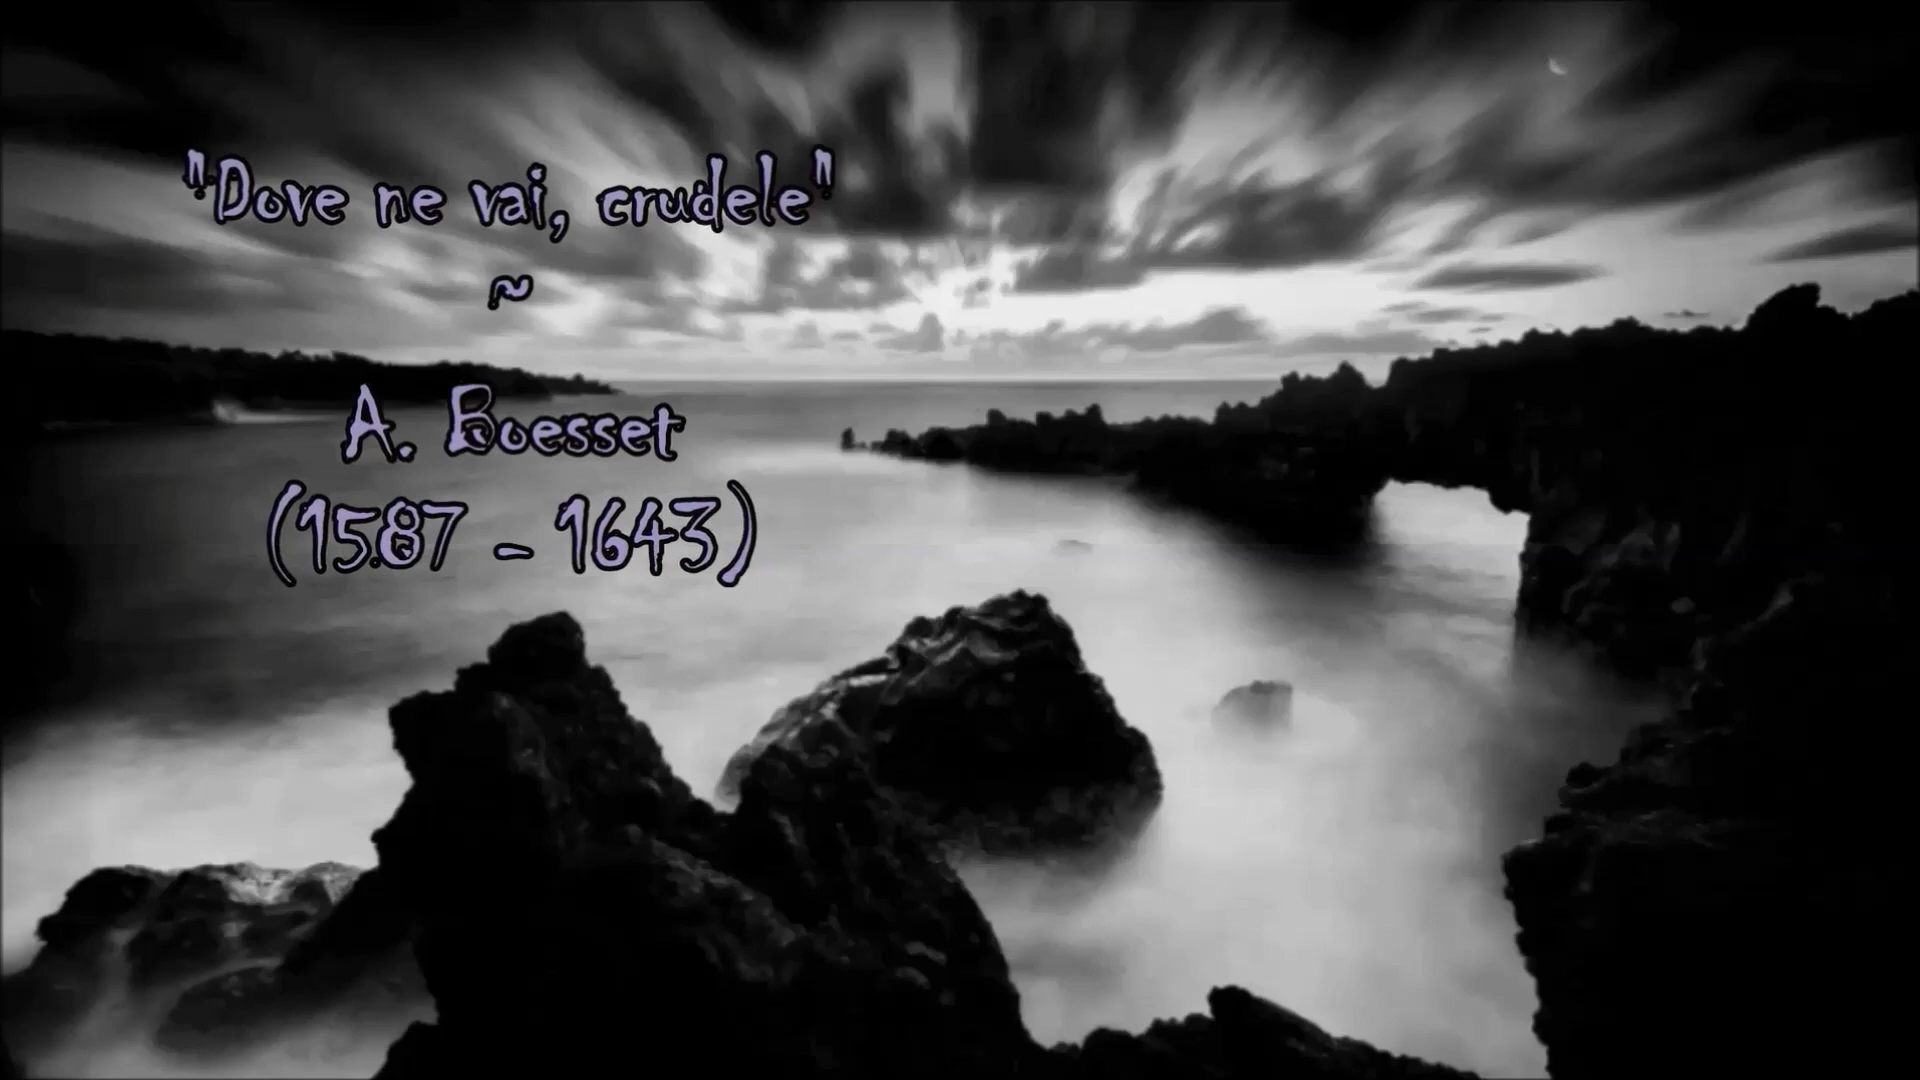 "Dove ne vai, crudele"
~
A. Boesset
(1587 - 1643)